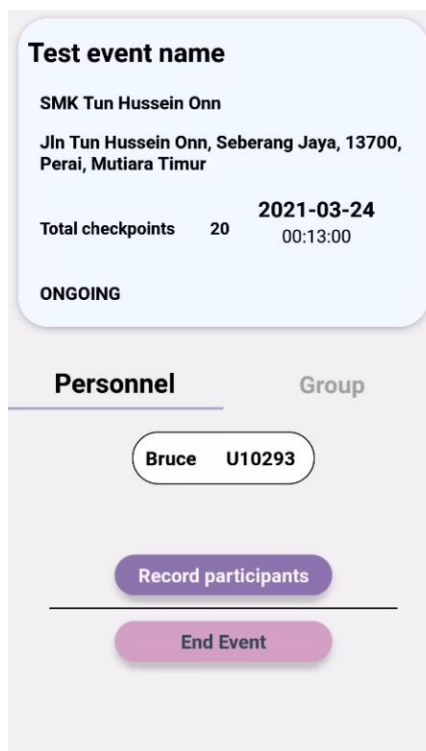 Test event name
SMK Tun Hussein Onn
Jln Tun Hussein Onn, Seberang Jaya, 13700,
Perai, Mutiara Timur
Total checkpoints 20 2021-03-24
00:13:00
ONGOING
Personnel Group
Bruce U10293
Record participants
End Event